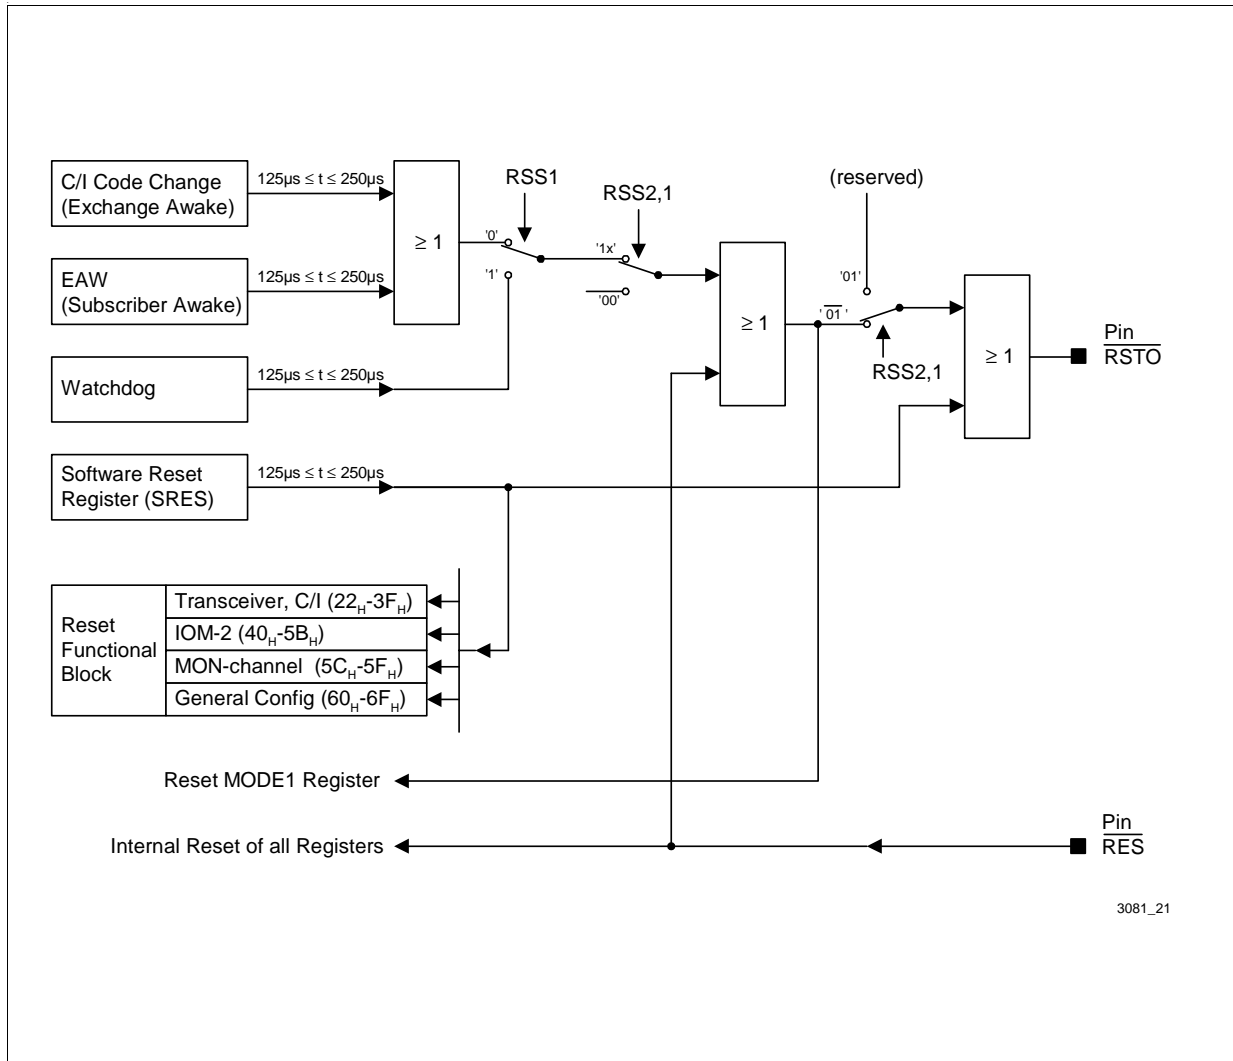 C/I Code Change
(Exchange Awake)
125µs ≤ t ≤ 250µs
EAW
(Subscriber Awake)
125µs ≤ t ≤ 250µs
Watchdog
125µs ≤ t ≤ 250µs
Software Reset
Register (SRES)
125µs ≤ t ≤ 250µs
≥ 1
RSS1
'0'
'1'
RSS2,1
'1x'
'00'
≥ 1
(reserved)
'01'
'01'
RSS2,1
≥ 1
Pin
RSTO
Reset
Functional
Block
Transceiver, C/I (22H-3FH)
IOM-2 (40H-5BH)
MON-channel (5CH-5FH)
General Config (60H-6FH)
Reset MODE1 Register
Internal Reset of all Registers
Pin
RES
3081_21